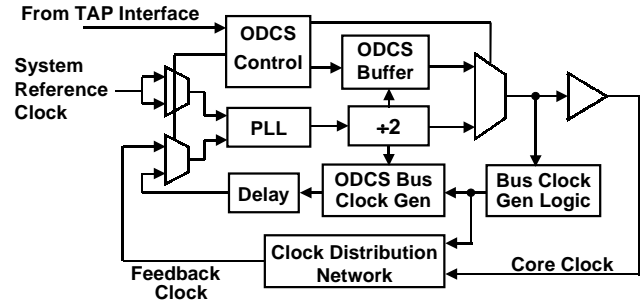 From TAP Interface
ODCS
Control
ODCS
Buffer
System
Reference
Clock
PLL
÷2
Delay
ODCS Bus
Clock Gen
Bus Clock
Gen Logic
Clock Distribution
Network
Feedback
Clock
Core Clock